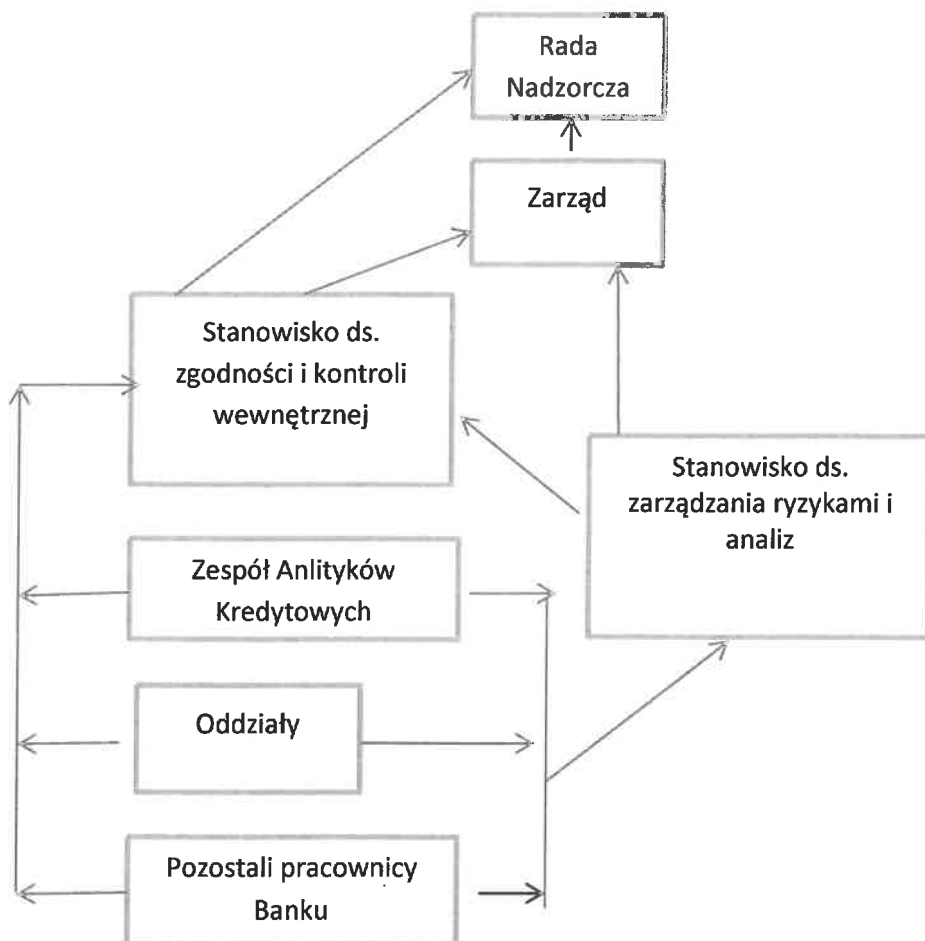 Rada
Nadzorcza
Zarząd
Stanowisko ds.
zgodności i kontroli
wewnętrznej
Stanowisko ds.
zarządzania ryzykami i
analiz
Zespół Anlityków
Kredytowych
Oddziały
Pozostali pracownicy
Banku